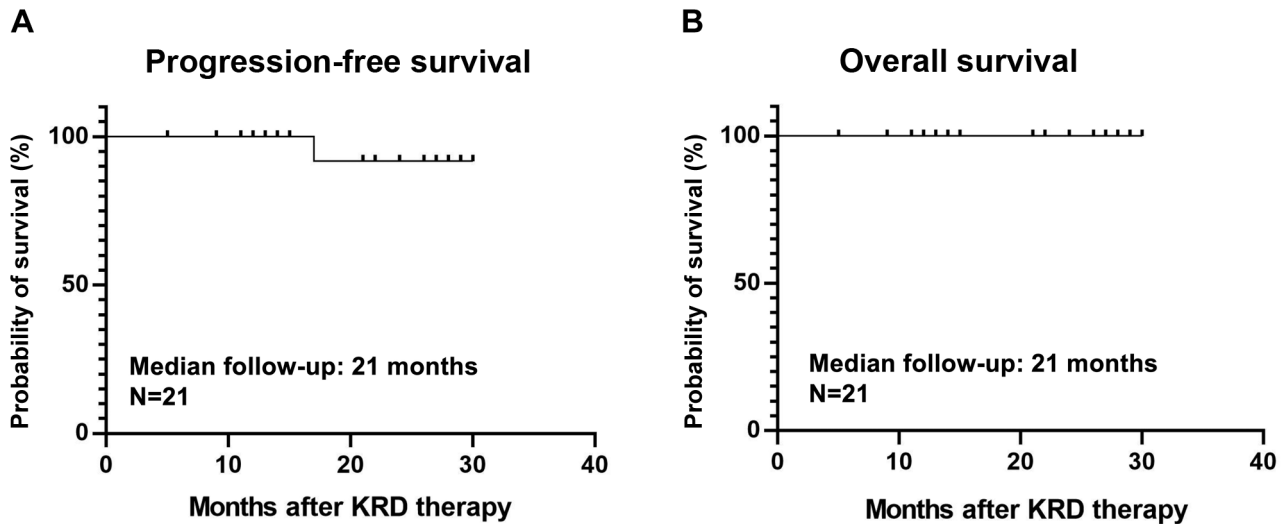 A
Progression-free survival
Probability of survival (%)
100
50
0
Median follow-up: 21 months
N=21
0 10 20 30 40
Months after KRD therapy
B
Overall survival
Probability of survival (%)
100
50
0
Median follow-up: 21 months
N=21
0 10 20 30 40
Months after KRD therapy